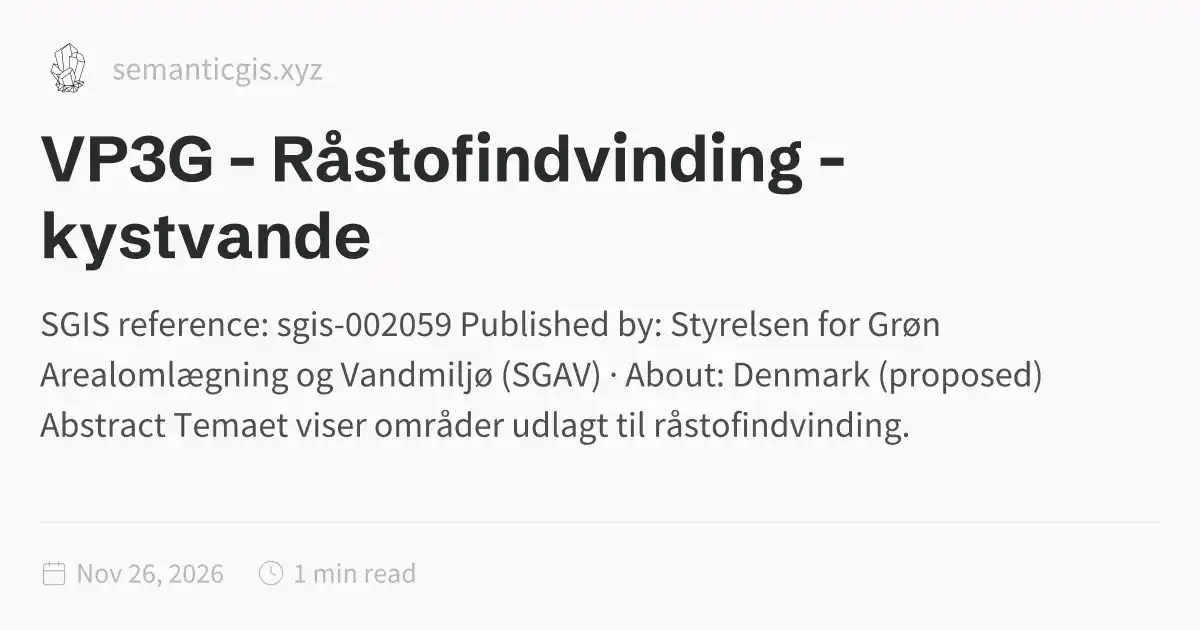 semanticgis.xyz
VP3G - Råstofindvinding -
kystvande
SGIS reference: sgis-002059 Published by: Styrelsen for Grøn
Arealomlægning og Vandmiljø (SGAV) · About: Denmark (proposed)
Abstract Temaet viser områder udlagt til råstofindvinding.
Nov 26, 2026 1 min read